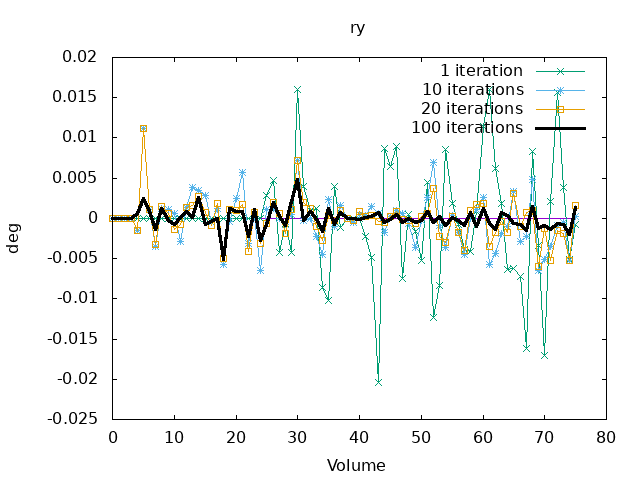 ry
0.02
0.015
0.01
0.005
0
-0.005
-0.01
-0.015
-0.02
-0.025
deg
1 iteration
10 iterations
20 iterations
100 iterations
0 10 20 30 40 50 60 70 80
Volume